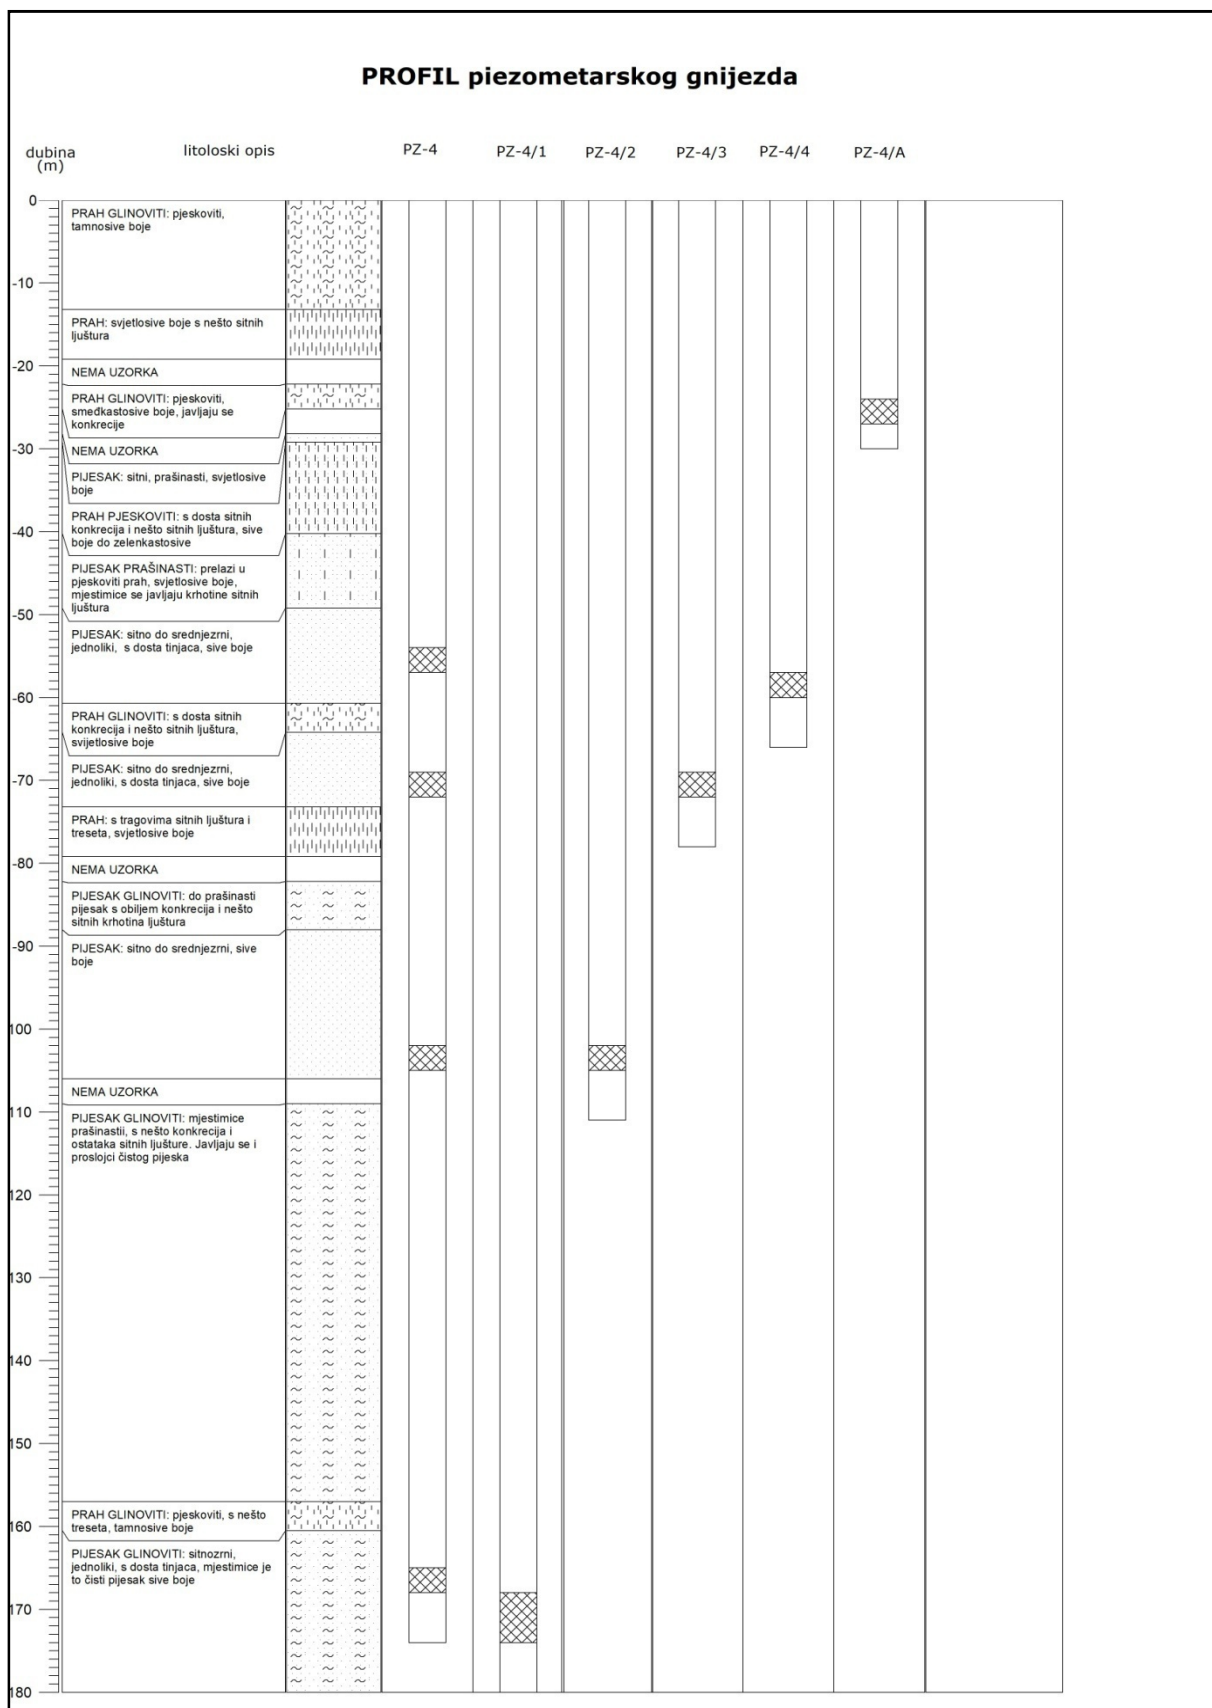 PROFIL piezometarskog gnijezda
dubina
(m)
litoloski opis
PZ-4
PZ-4/1
PZ-4/2
PZ-4/3
PZ-4/4
PZ-4/A
0
PRAH GLINOVITI: pjeskoviti,
tamnosive boje
-10
PRAH: svjetlosive boje s nešto sitnih
ljuštura
-20
NEMA UZORKA
PRAH GLINOVITI: pjeskoviti,
smeđkastosive boje, javljaju se
konkrecije
-30
NEMA UZORKA
PIJESAK: sitni, prašinasti, svjetlosive
boje
PRAH PJESKOVITI: s dosta sitnih
konkrecija i nešto sitnih ljuštura, sive
boje do zelenkastosive
-40
PIJESAK PRAŠINASTI: prelazi u
pjeskoviti prah, svjetlosive boje,
mjestimice se javljaju krhotine sitnih
ljuštura
-50
PIJESAK: sitno do srednjezrni,
jednoliki, s dosta tinjaca, sive boje
-60
PRAH GLINOVITI: s dosta sitnih
konkrecija i nešto sitnih ljuštura,
svijetlosive boje
-70
PIJESAK: sitno do srednjezrni,
jednoliki, s dosta tinjaca, sive boje
PRAH: s tragovima sitnih ljuštura i
treseta, svjetlosive boje
-80
NEMA UZORKA
PIJESAK GLINOVITI: do prašinasti
pijesak s obiljem konkrecija i nešto
sitnih krhotina ljuštura
-90
PIJESAK: sitno do srednjezrni, sive
boje
100
NEMA UZORKA
110
PIJESAK GLINOVITI: mjestimice
prašinastii, s nešto konkrecija i
ostataka sitnih ljušture. Javljaju se i
proslojci čistog pijeska
120
130
140
150
PRAH GLINOVITI: pjeskoviti, s nešto
treseta, tamnosive boje
160
PIJESAK GLINOVITI: sitnozrni,
jednoliki, s dosta tinjaca, mjestimice je
to čisti pijesak sive boje
170
180